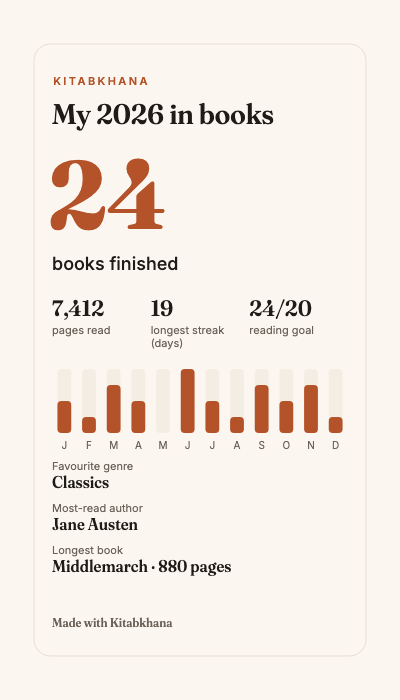 KITABKHANA
My 2026 in books
24
books finished
7,412 19 24/20
pages read longest streak (days) reading goal
J F M A M J J A S O N D
Favourite genre
Classics
Most-read author
Jane Austen
Longest book
Middlemarch · 880 pages
Made with Kitabkhana